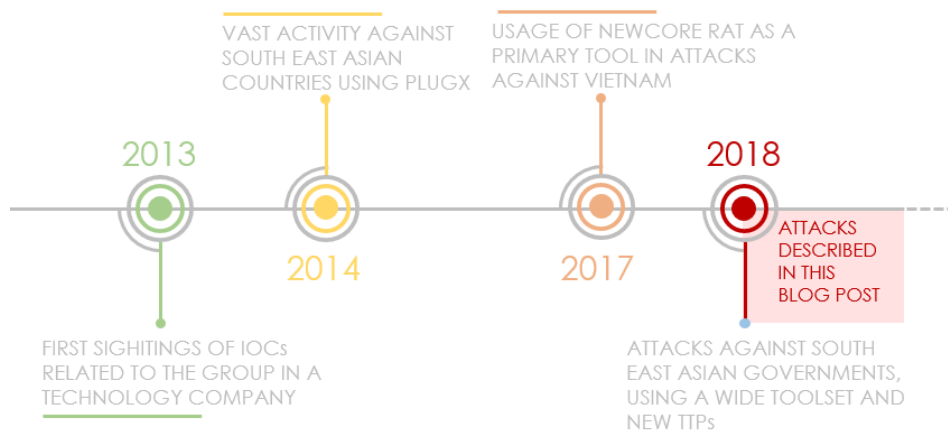 VAST ACTIVITY AGAINST
SOUTH EAST ASIAN
COUNTRIES USING PLUGX
USAGE OF NEWCORE RAT AS A
PRIMARY TOOL IN ATTACKS
AGAINST VIETNAM
2013
2018
2014
2017
ATTACKS
DESCRIBED
IN THIS
BLOG POST
FIRST SIGHITINGS OF IOCs
RELATED TO THE GROUP IN A
TECHNOLOGY COMPANY
ATTACKS AGAINST SOUTH
EAST ASIAN GOVERNMENTS,
USING A WIDE TOOLSET AND
NEW TTPs